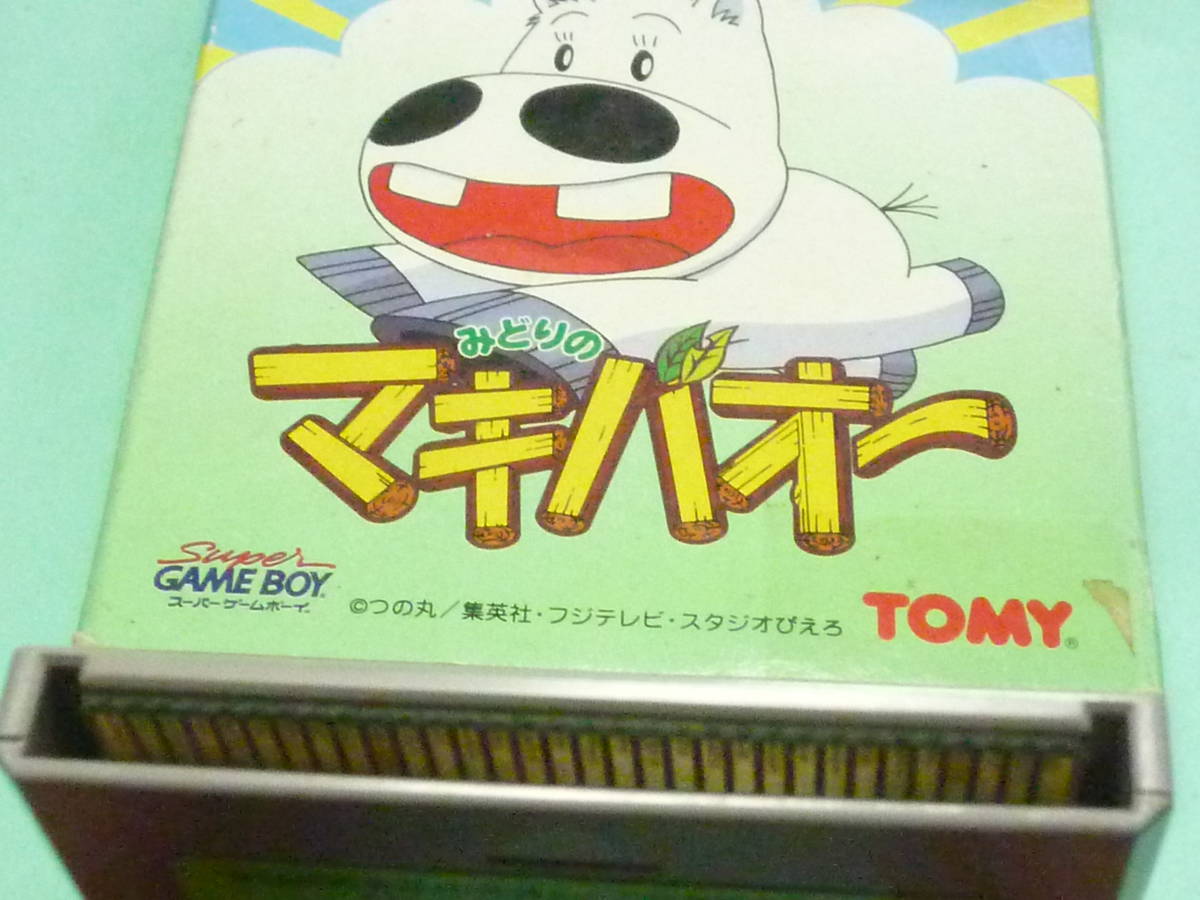 みどりの
マキバオー
Super
GAME BOY
スーパーゲームボーイ
©つの丸／集英社・フジテレビ・スタジオぴえろ
TOMY®